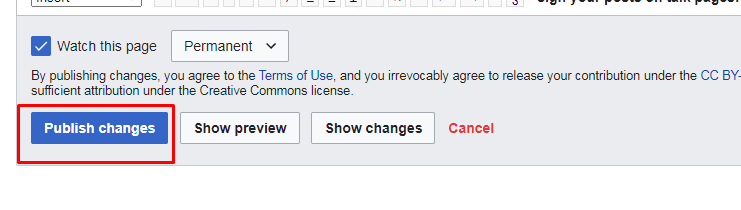 Insert
sign your posts on talk pages:
Watch this page Permanent
By publishing changes, you agree to the Terms of Use, and you irrevocably agree to release your contribution under the CC BY-
sufficient attribution under the Creative Commons license.
Publish changes Show preview Show changes Cancel